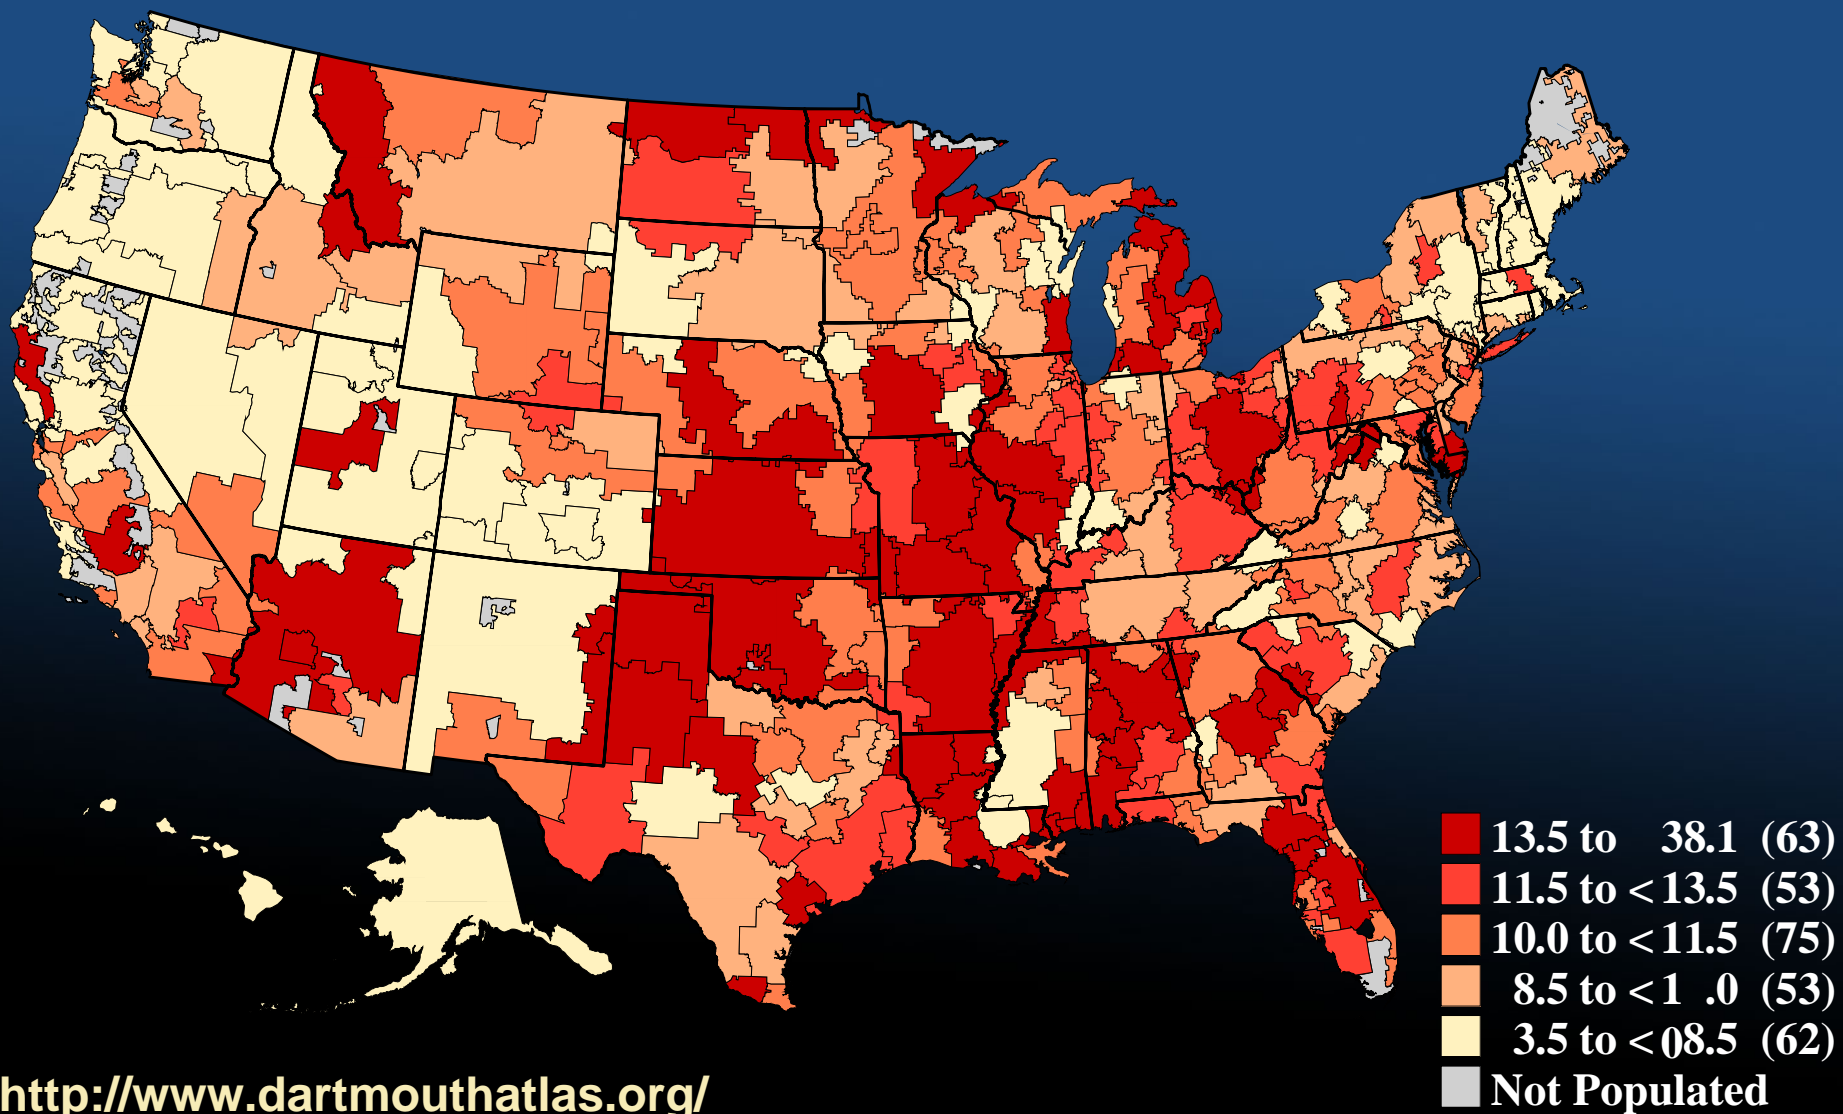 13.5 to 38.1 (63)
11.5 to < 13.5 (53)
10.0 to < 11.5 (75)
8.5 to < 1 .0 (53)
3.5 to < 08.5 (62)
Not Populated
http://www.dartmouthatlas.org/